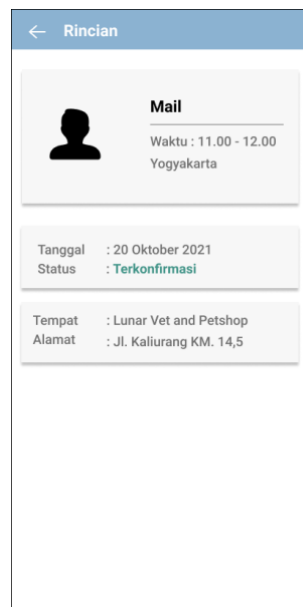 Rincian
Mail
Waktu : 11.00 - 12.00
Yogyakarta
Tanggal : 20 Oktober 2021
Status : Terkonfirmasi
Tempat : Lunar Vet and Petshop
Alamat : Jl. Kaliurang KM. 14,5